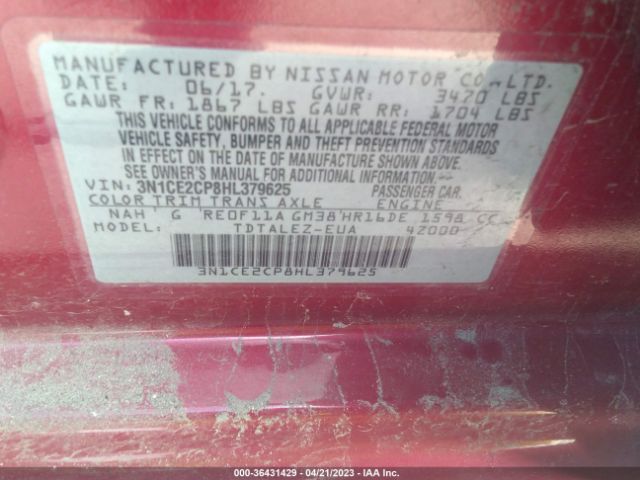 MANUFACTURED BY NISSAN MOTOR CO., LTD.
DATE: 06/17. GVWR: 3470 LBS
GAWR FR: 1867 LBS GAWR RR: 1704 LBS
THIS VEHICLE CONFORMS TO ALL APPLICABLE FEDERAL MOTOR
VEHICLE SAFETY, BUMPER AND THEFT PREVENTION STANDARDS
IN EFFECT ON THE DATE OF MANUFACTURE SHOWN ABOVE.
SEE OWNER'S MANUAL FOR ADDITIONAL INFORMATION.
VIN: 3N1CE2CP8HL379625 PASSENGER CAR.
COLOR TRIM TRANS AXLE ENGINE
NAH G RE0F11A GM38 HR16DE 1598 CC
MODEL: TDTALEZ-EUA 4Z000
3N1CE2CP8HL379625
000-36431429 - 04/21/2023 - IAA Inc.